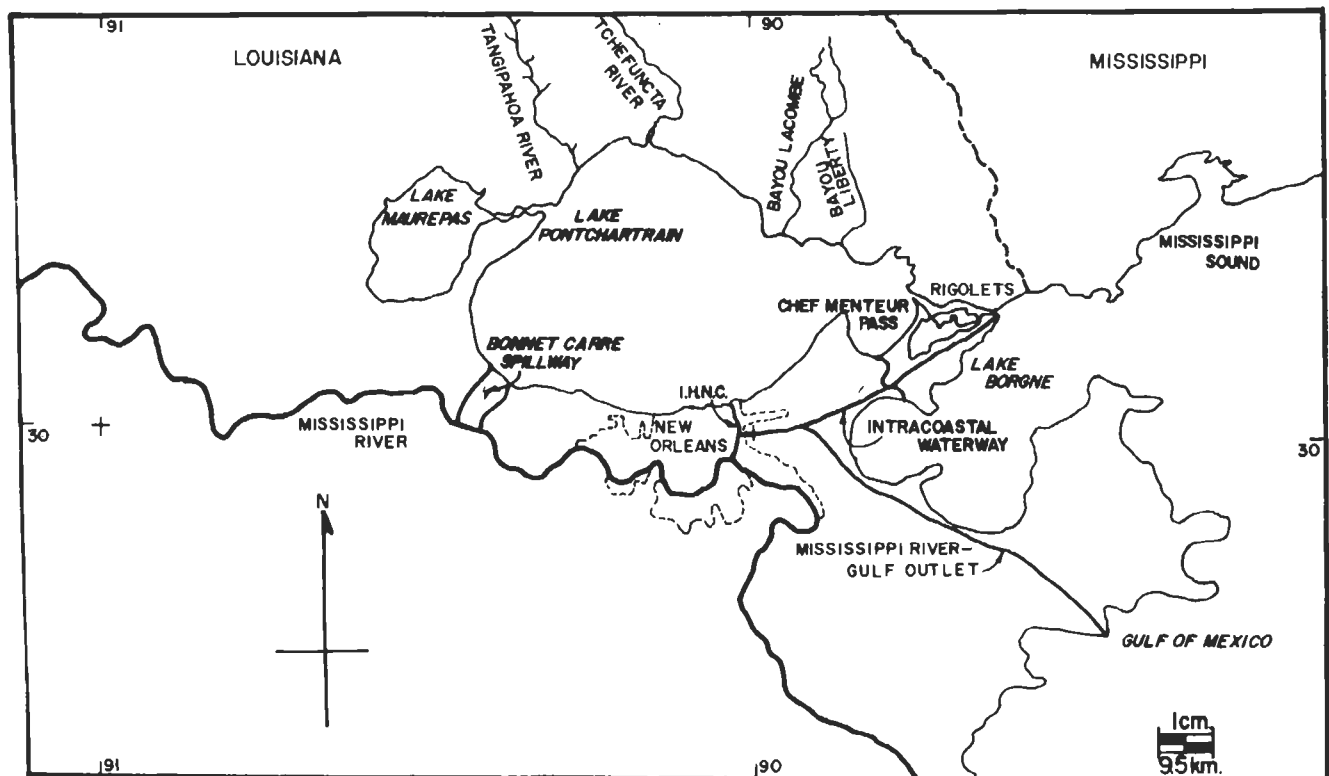 91
90
LOUISIANA
MISSISSIPPI
TANGIPAHOA RIVER
TCHEFUNCTA
RIVER
BAYOU LACOMBE
BAYOU
LIBERTY
LAKE
MAUREPAS
LAKE
PONTCHARTRAIN
MISSISSIPPI
SOUND
RIGOLETS
CHEF MENTEUR
PASS
BONNET CARRE
SPILLWAY
LAKE
BORGNE
I.H.N.C.
30
MISSISSIPPI
RIVER
NEW
ORLEANS
INTRACOASTAL
WATERWAY
30
N
MISSISSIPPI RIVER-
GULF OUTLET
GULF OF MEXICO
1cm.
9.5km.
91
90